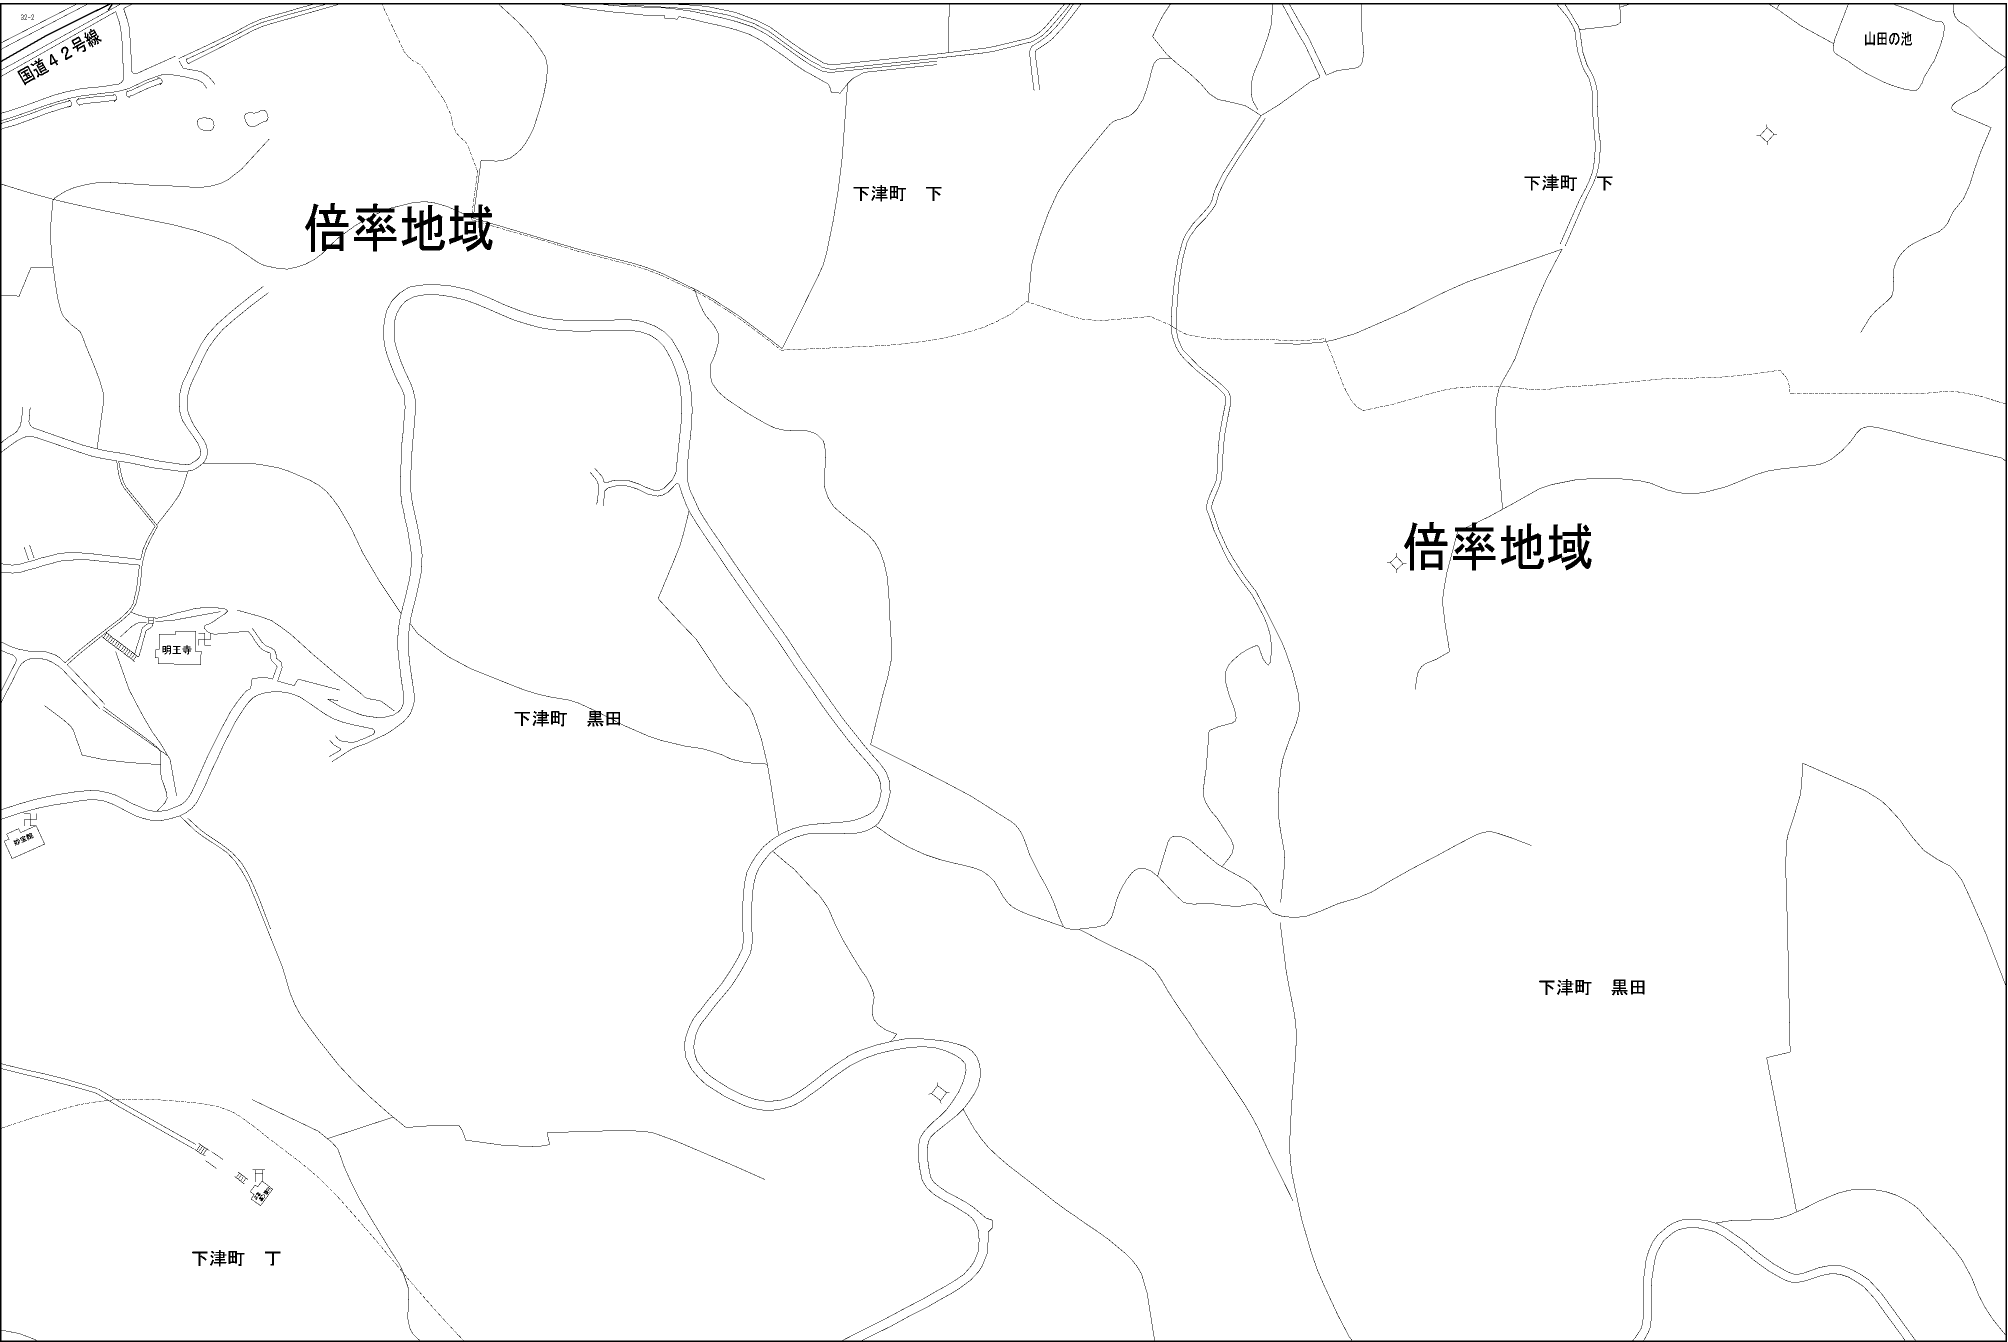 32-2
国道42号線
山田の池
下津町　下
下津町　下
倍率地域
倍率地域
明王寺
下津町　黒田
下津町　黒田
下津町　丁